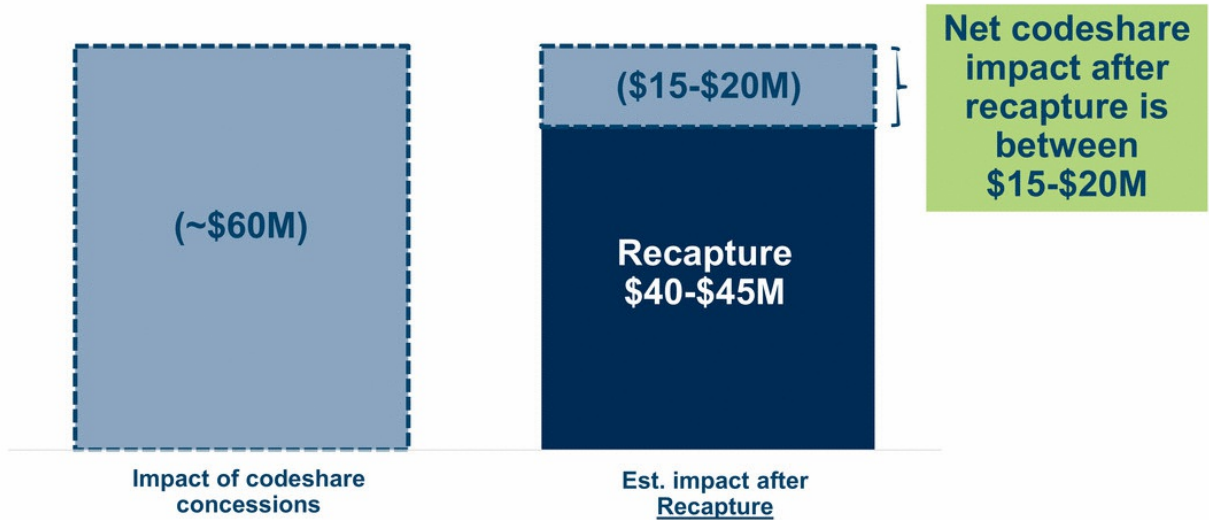 (~$60M)
Impact of codeshare
concessions
($15-$20M)
Recapture
$40-$45M
Est. impact after
Recapture
Net codeshare
impact after
recapture is
between
$15-$20M